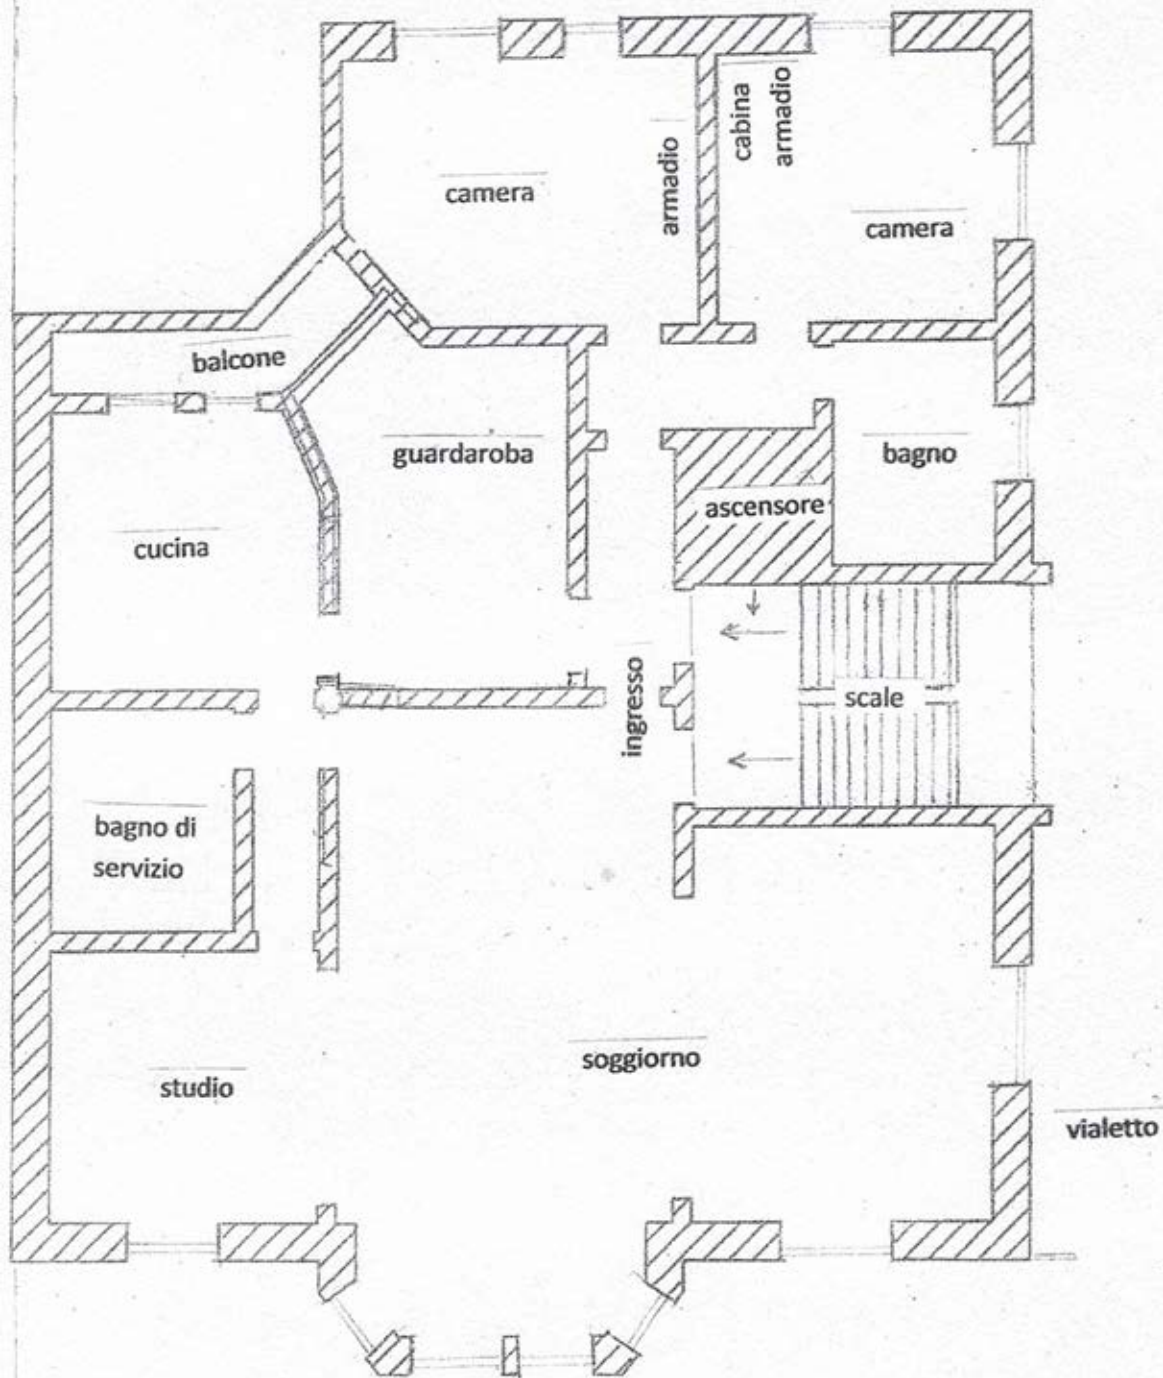 camera
armadio
cabina
armadio
camera
balcone
guardaroba
bagno
ascensore
cucina
ingresso
scale
bagno di
servizio
soggiorno
studio
vialetto